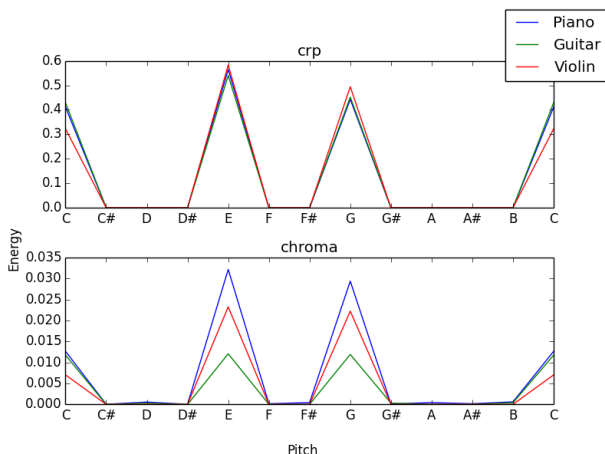 Piano
Guitar
Violin
crp
0.6
0.5
0.4
0.3
0.2
0.1
0.0
C C# D D# E F F# G G# A A# B C
Energy
chroma
0.035
0.030
0.025
0.020
0.015
0.010
0.005
0.000
C C# D D# E F F# G G# A A# B C
Pitch